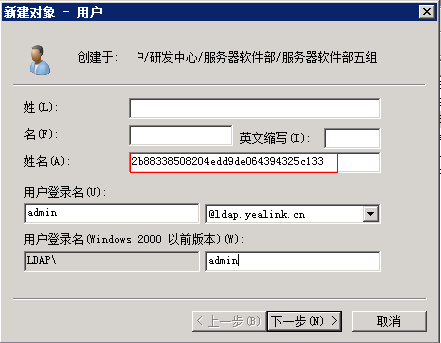 新建对象 - 用户
创建于: /研发中心/服务器软件部/服务器软件部五组
姓(L):
名(F): 英文缩写(I):
姓名(A): 2b88338508204edd9de064394325c133
用户登录名(U):
admin @ldap.yealink.cn
用户登录名(Windows 2000 以前版本)(W):
LDAP\ admin
< 上一步(B) 下一步(N) > 取消